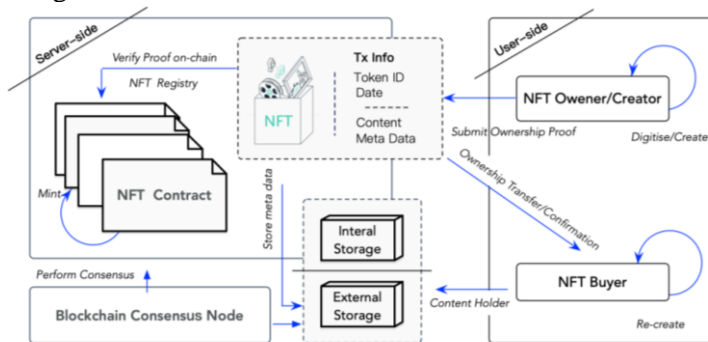 Server-side
User-side
Verify Proof on-chain
NFT Registry
NFT
Tx Info
Token ID
Date
Content
Meta Data
NFT Owener/Creator
Submit Ownership Proof
Digitise/Create
Mint
NFT Contract
Store meta data
Ownership Transfer/Confirmation
Interal
Storage
External
Storage
Perform Consensus
Blockchain Consensus Node
Content Holder
NFT Buyer
Re-create